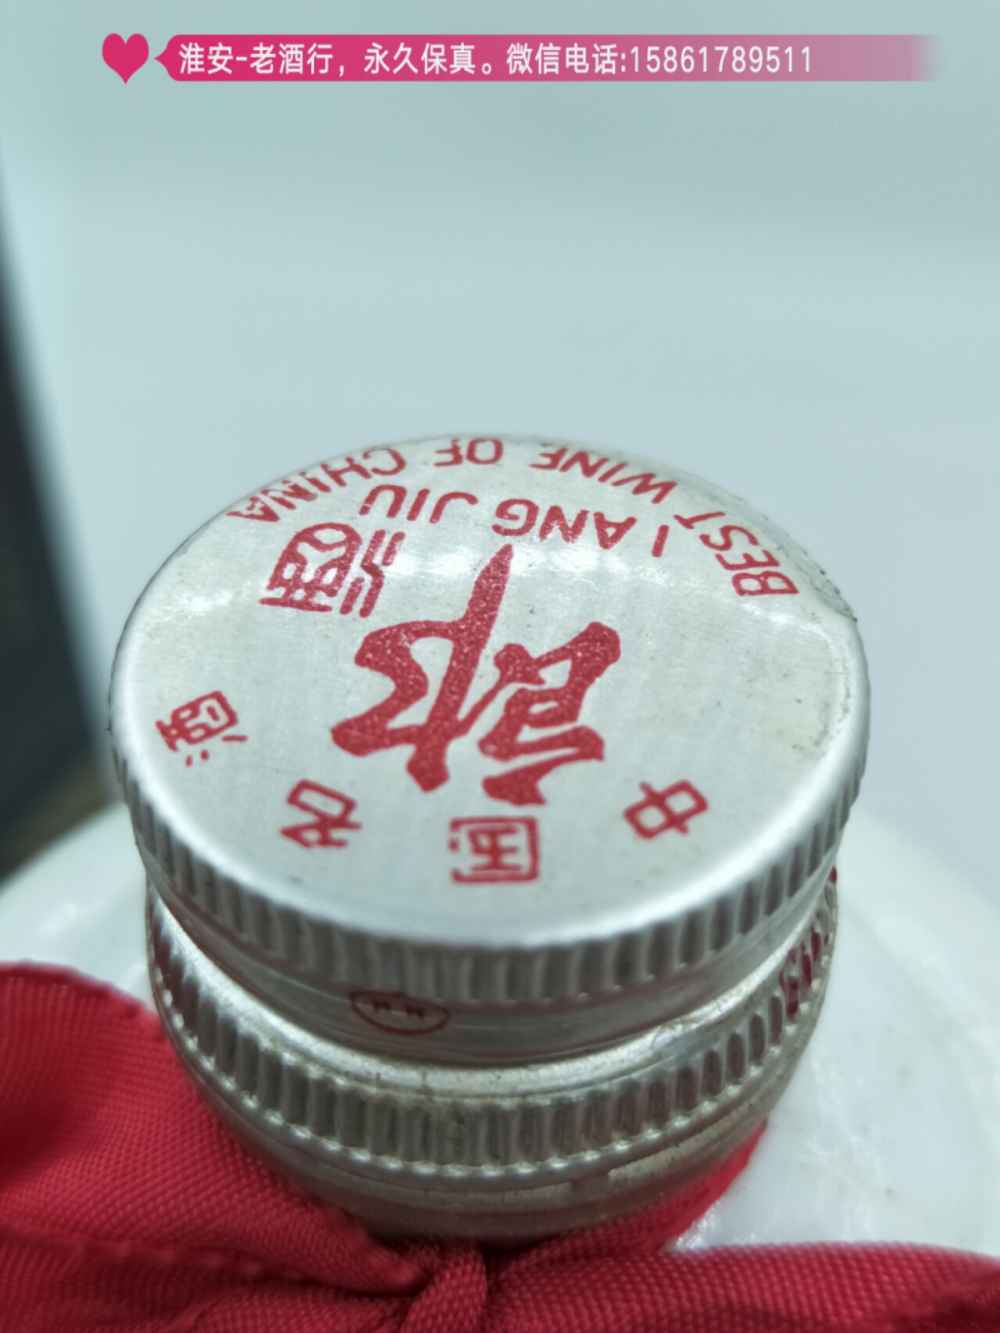 淮安-老酒行，永久保真。微信电话:15861789511
BEST WINE OF CHINA
LANG JIU
郎酒
中国名酒